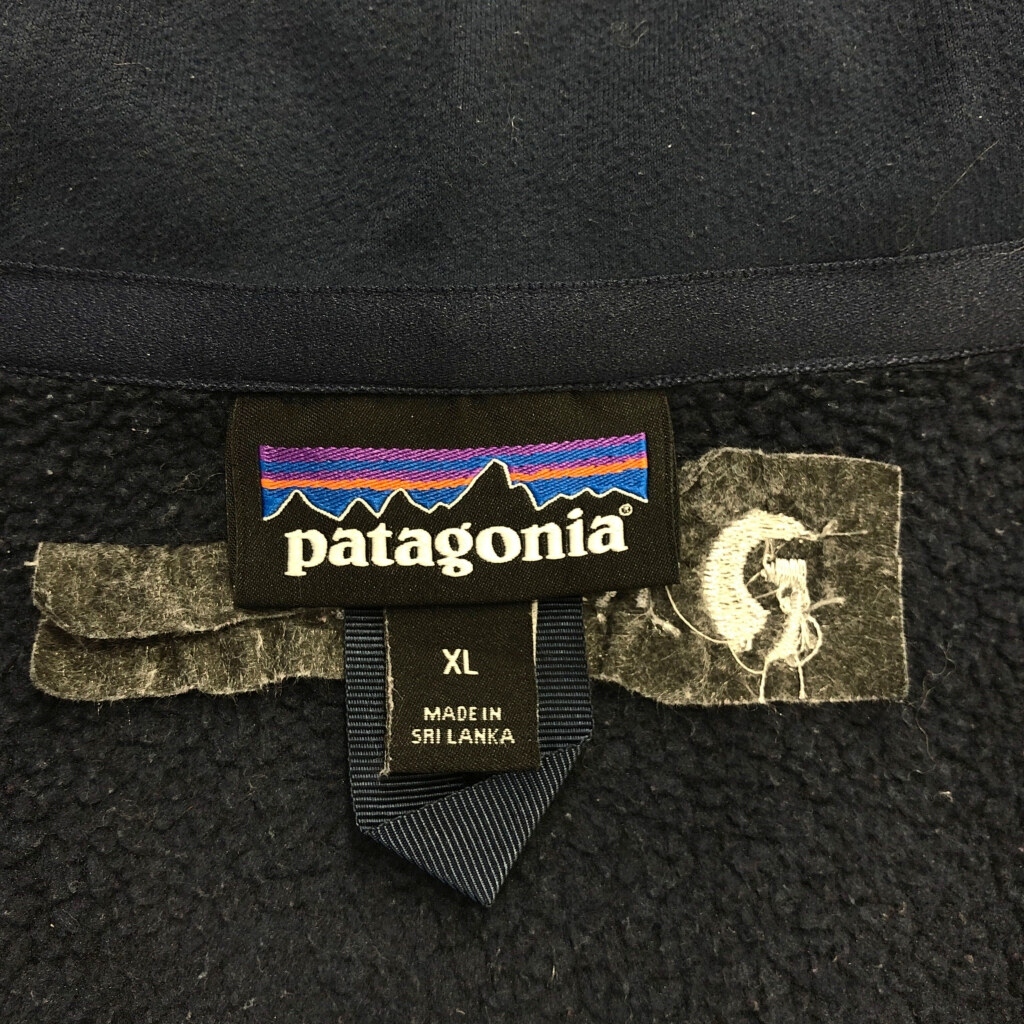 patagonia®
XL
MADE IN
SRI LANKA